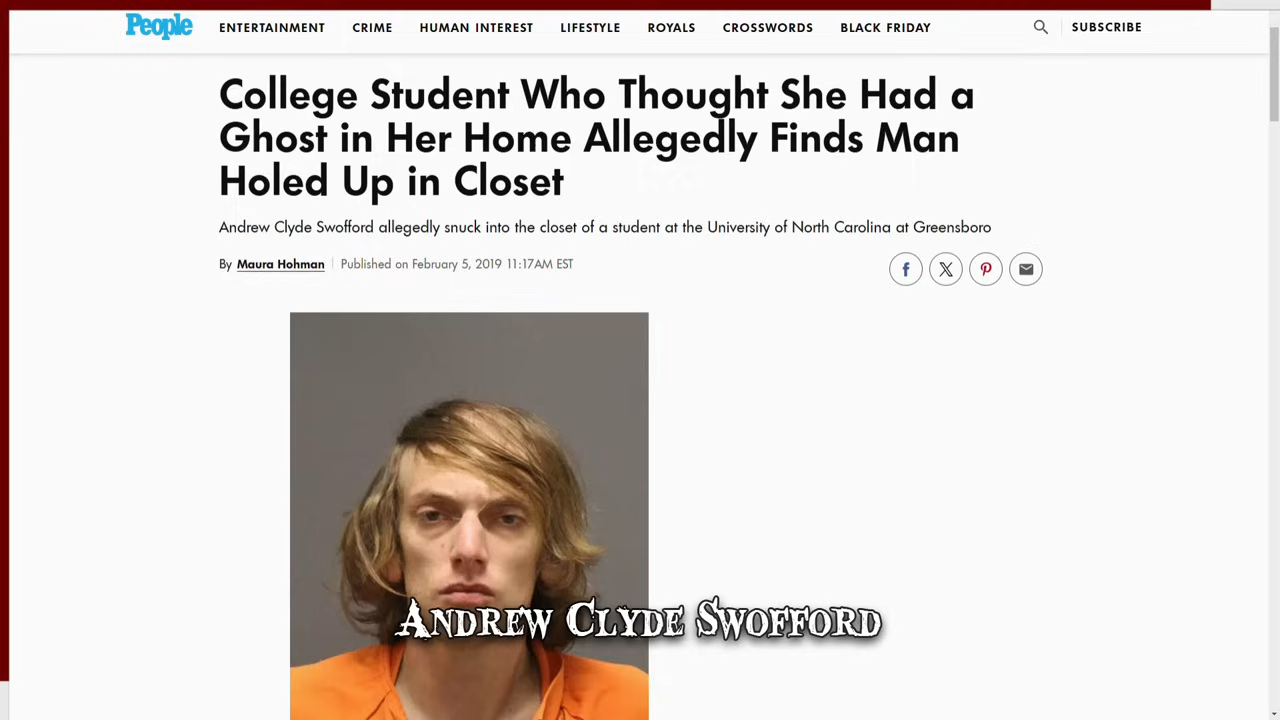 People ENTERTAINMENT CRIME HUMAN INTEREST LIFESTYLE ROYALS CROSSWORDS BLACK FRIDAY SUBSCRIBE
College Student Who Thought She Had a
Ghost in Her Home Allegedly Finds Man
Holed Up in Closet
Andrew Clyde Swofford allegedly snuck into the closet of a student at the University of North Carolina at Greensboro
By Maura Hohman Published on February 5, 2019 11:17AM EST
Andrew Clyde Swofford